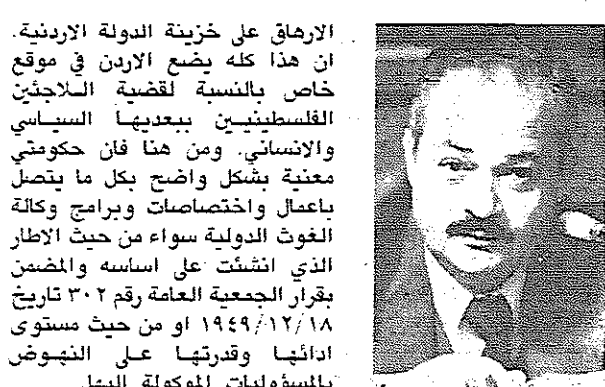 الارهاق على خزينة الدولة الاردنية.
ان هذا كله يضع الاردن في موقع
خاص بالنسبة لقضية اللاجئين
الفلسطينيين ببعديها السياسي
والانساني. ومن هنا فان حكومتي
معنية بشكل واضح بكل ما يتصل
باعمال واختصاصات وبرامج وكالة
الغوث الدولية سواء من حيث الاطار
الذي انشئت على اساسه والمضمن
بقرار الجمعية العامة رقم ٣٠٢ تاريخ
١٩٤٩/١٢/١٨ او من حيث مستوى
ادائها وقدرتها على النهوض
بالمسؤوليات الموكولة اليها